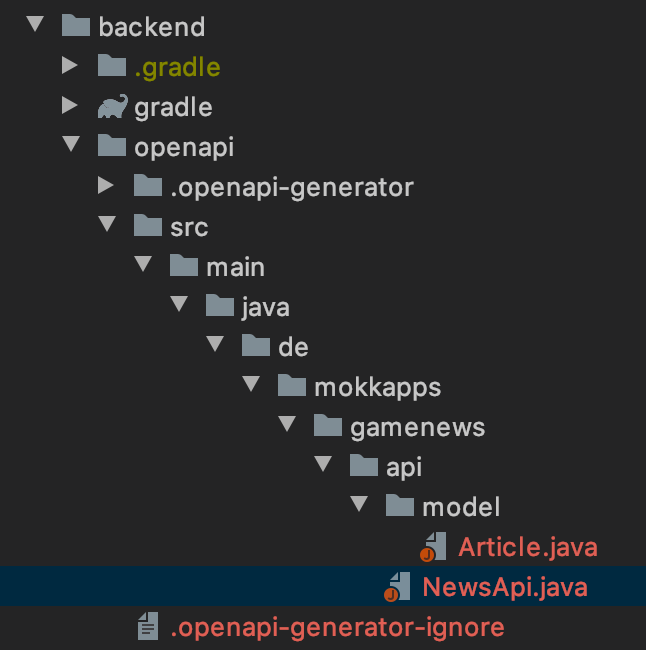 backend
.gradle
gradle
openapi
.openapi-generator
src
main
java
de
mokkapps
gamenews
api
model
Article.java
NewsApi.java
.openapi-generator-ignore